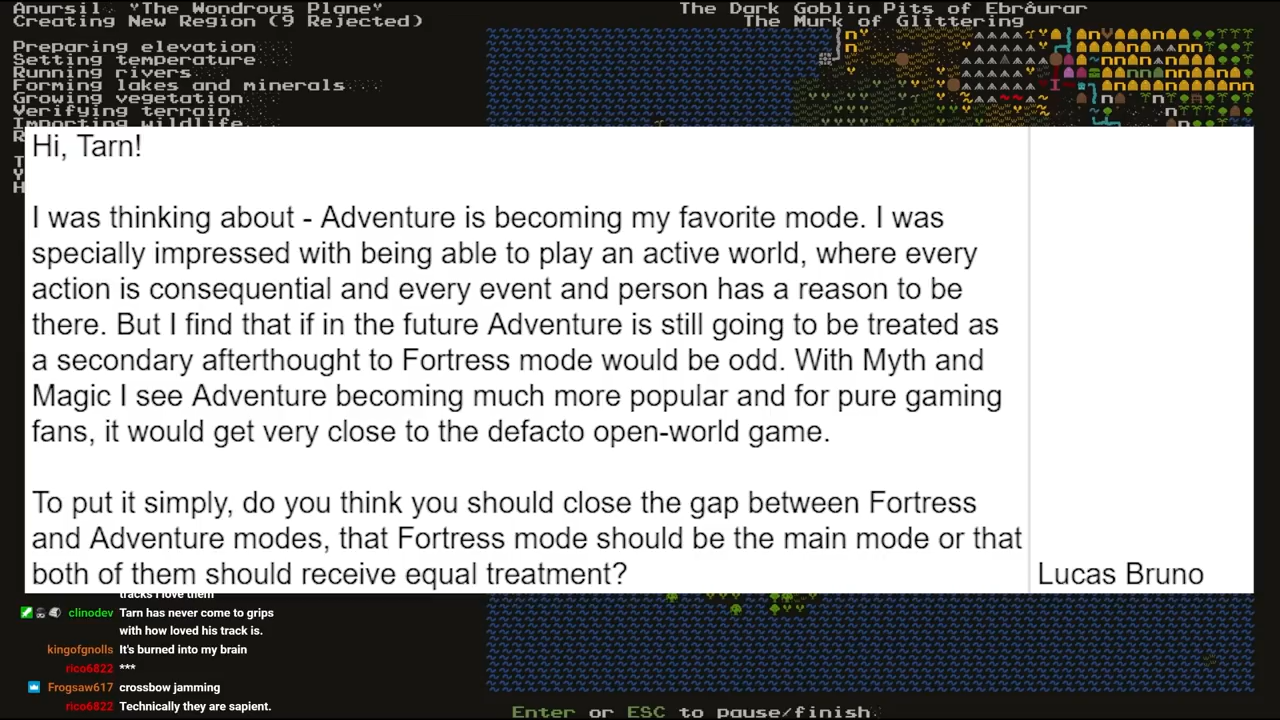 Anursil, "The Wondrous Plane"
Creating New Region (9 Rejected)
The Dark Goblin Pits of Ebråurar
The Murk of Glittering
Preparing elevation
Setting temperature
Running rivers
Forming lakes and minerals
Growing vegetation
Verifying terrain
Importing wildlife
Hi, Tarn!
I was thinking about - Adventure is becoming my favorite mode. I was
specially impressed with being able to play an active world, where every
action is consequential and every event and person has a reason to be
there. But I find that if in the future Adventure is still going to be treated as
a secondary afterthought to Fortress mode would be odd. With Myth and
Magic I see Adventure becoming much more popular and for pure gaming
fans, it would get very close to the defacto open-world game.
To put it simply, do you think you should close the gap between Fortress
and Adventure modes, that Fortress mode should be the main mode or that
both of them should receive equal treatment?
Lucas Bruno
tracks I love them
clinodev Tarn has never come to grips
with how loved his track is.
kingofgnolls It's burned into my brain
rico6822 ***
Frogsaw617 crossbow jamming
rico6822 Technically they are sapient.
Enter or ESC to pause/finish